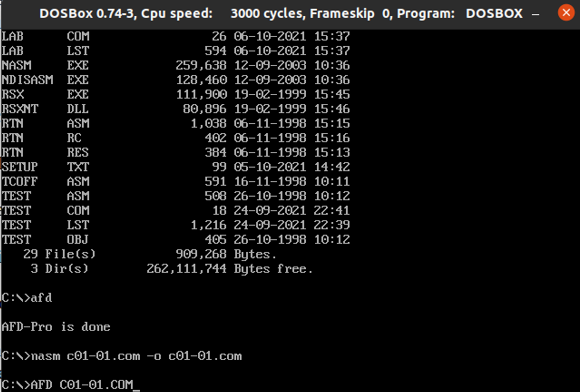 DOSBox 0.74-3, Cpu speed: 3000 cycles, Frameskip 0, Program: DOSBOX
LAB COM 26 06-10-2021 15:37
LAB LST 594 06-10-2021 15:37
NASM EXE 259,638 12-09-2003 10:36
NDISASM EXE 128,460 12-09-2003 10:36
RSX EXE 111,900 19-02-1999 15:45
RSXNT DLL 80,896 19-02-1999 15:46
RTN ASM 1,038 06-11-1998 15:15
RTN RC 402 06-11-1998 15:16
RTN RES 384 06-11-1998 15:13
SETUP TXT 99 05-10-2021 14:42
TCOFF ASM 591 16-11-1998 10:11
TEST ASM 508 26-10-1998 10:12
TEST COM 18 24-09-2021 22:41
TEST LST 1,216 24-09-2021 22:39
TEST OBJ 405 26-10-1998 10:12
29 File(s) 909,268 Bytes.
3 Dir(s) 262,111,744 Bytes free.
C:\>afd
AFD-Pro is done
C:\>nasm c01-01.com -o c01-01.com
C:\>AFD C01-01.COM_